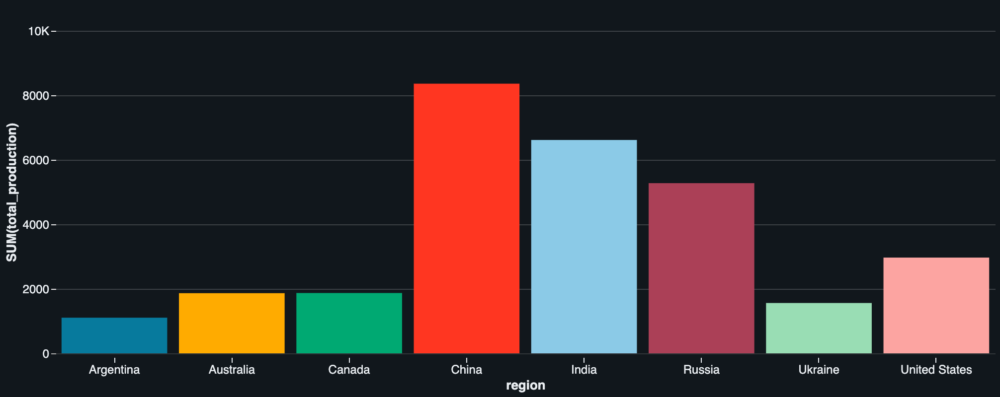 10K
8000
6000
4000
2000
0
SUM(total_production)
Argentina
Australia
Canada
China
India
Russia
Ukraine
United States
region